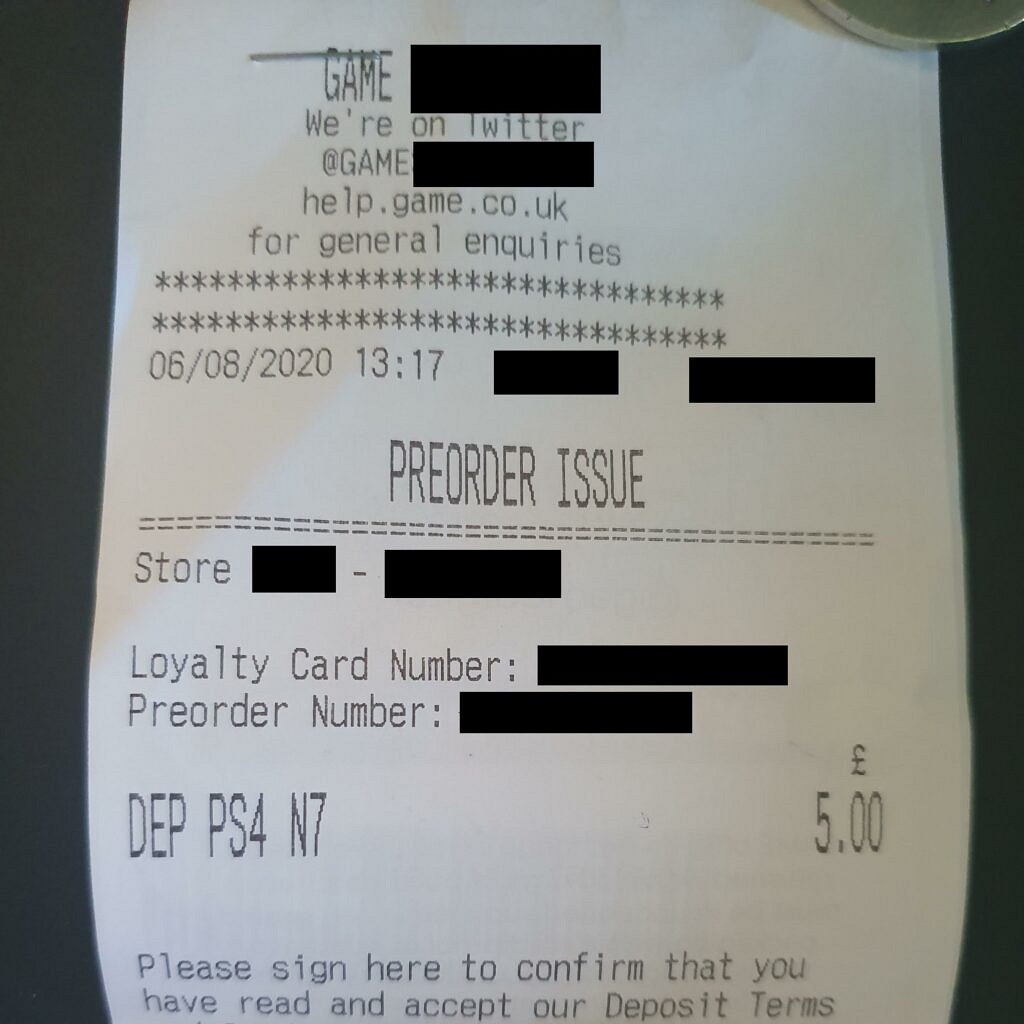 GAME
We're on Twitter
@GAME
help.game.co.uk
for general enquiries
********************************
********************************
06/08/2020 13:17
PREORDER ISSUE
=========================================
Store -
Loyalty Card Number:
Preorder Number:
£
DEP PS4 N7 5.00
Please sign here to confirm that you
have read and accept our Deposit Terms